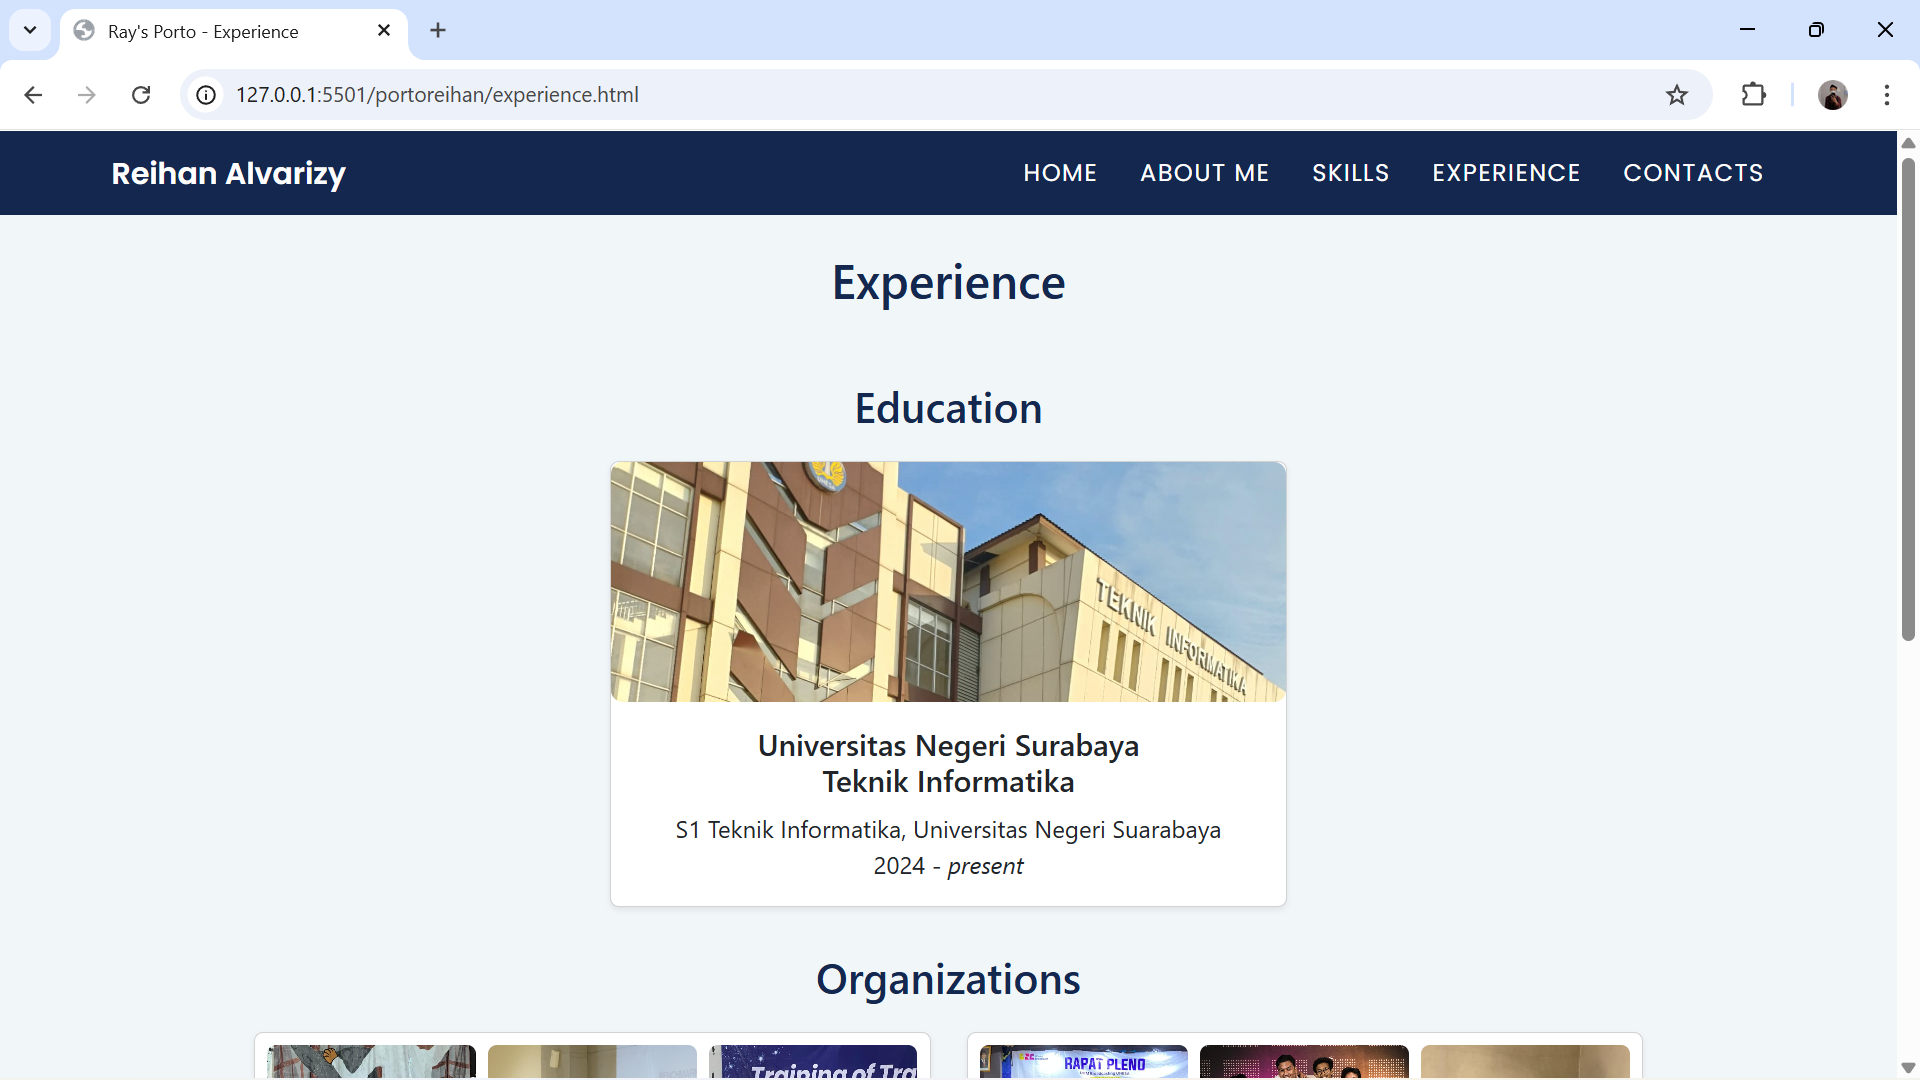 Ray's Porto - Experience
127.0.0.1:5501/portoreihan/experience.html
Reihan Alvarizy
HOME ABOUT ME SKILLS EXPERIENCE CONTACTS
Experience
Education
TEKNIK INFORMATIKA
Universitas Negeri Surabaya
Teknik Informatika
S1 Teknik Informatika, Universitas Negeri Suarabaya
2024 - present
Organizations
Training of Tra
RAPAT PLENO